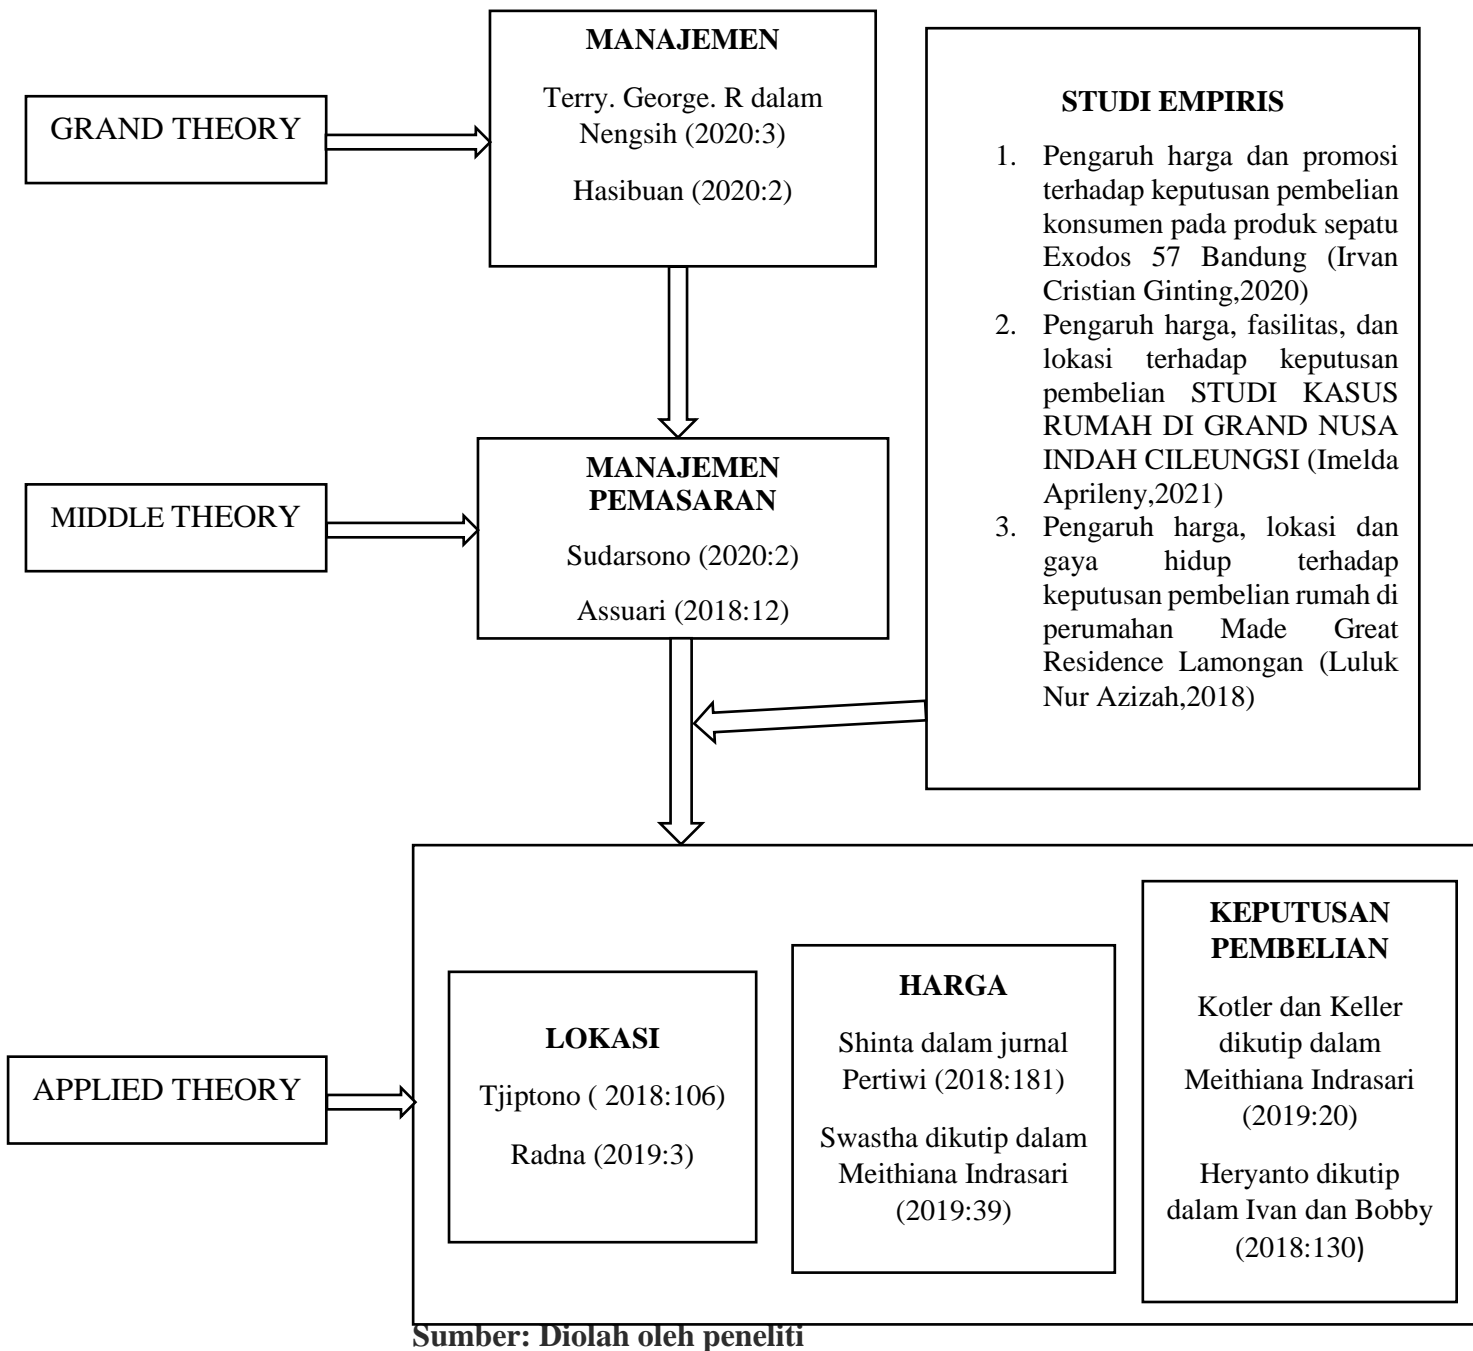 GRAND THEORY
MANAJEMEN
Terry. George. R dalam
Nengsih (2020:3)
Hasibuan (2020:2)
STUDI EMPIRIS
1. Pengaruh harga dan promosi
terhadap keputusan pembelian
konsumen pada produk sepatu
Exodos 57 Bandung (Irvan
Cristian Ginting,2020)
2. Pengaruh harga, fasilitas, dan
lokasi terhadap keputusan
pembelian STUDI KASUS
RUMAH DI GRAND NUSA
INDAH CILEUNGSI (Imelda
Aprileny,2021)
3. Pengaruh harga, lokasi dan
gaya hidup terhadap
keputusan pembelian rumah di
perumahan Made Great
Residence Lamongan (Luluk
Nur Azizah,2018)
MIDDLE THEORY
MANAJEMEN
PEMASARAN
Sudarsono (2020:2)
Assuari (2018:12)
APPLIED THEORY
LOKASI
Tjiptono ( 2018:106)
Radna (2019:3)
HARGA
Shinta dalam jurnal
Pertiwi (2018:181)
Swastha dikutip dalam
Meithiana Indrasari
(2019:39)
KEPUTUSAN
PEMBELIAN
Kotler dan Keller
dikutip dalam
Meithiana Indrasari
(2019:20)
Heryanto dikutip
dalam Ivan dan Bobby
(2018:130)
Sumber: Diolah oleh peneliti